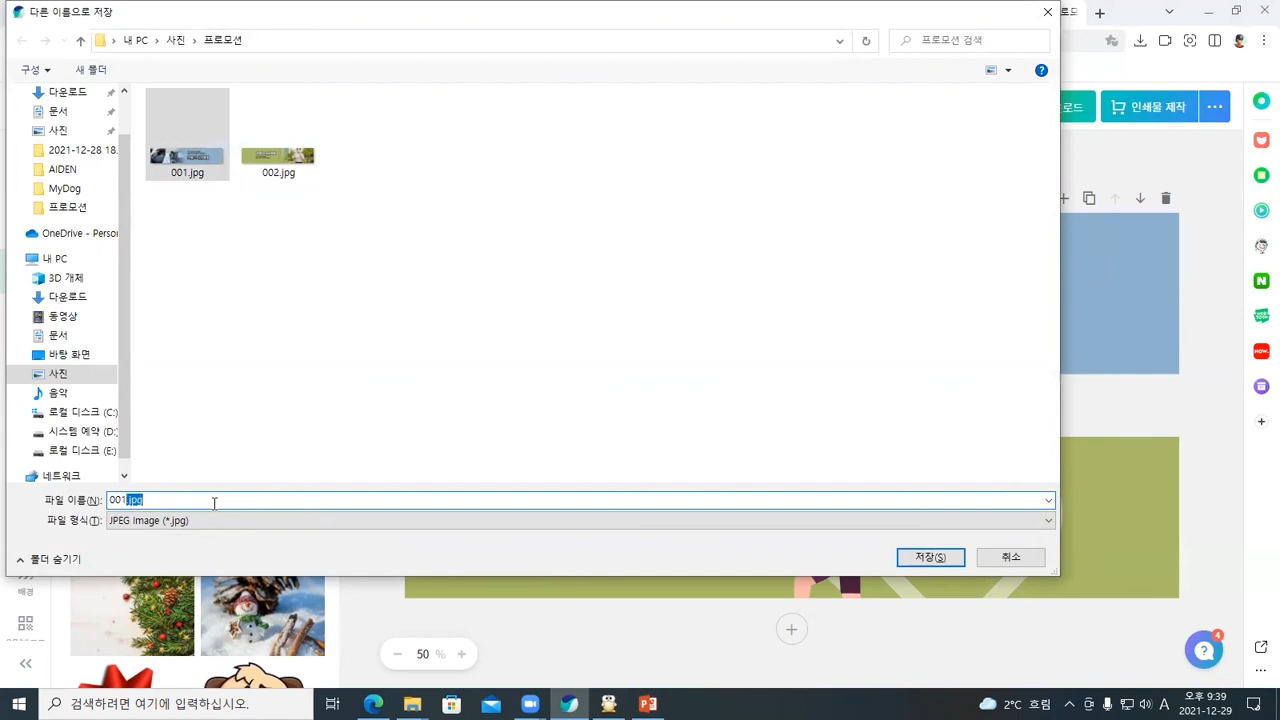 다른 이름으로 저장
내 PC > 사진 > 프로모션
프로모션 검색
구성
새 폴더
다운로드
문서
사진
2021-12-28 18.
AIDEN
MyDog
프로모션
OneDrive - Perso
내 PC
3D 개체
다운로드
동영상
문서
바탕 화면
사진
음악
로컬 디스크 (C:)
시스템 예약 (D:)
로컬 디스크 (E:)
네트워크
001.jpg
002.jpg
파일 이름(N): 001.jpg
파일 형식(T): JPEG Image (*.jpg)
폴더 숨기기
저장(S)
취소
로드
인쇄물 제작
배경
50 %
4
검색하려면 여기에 입력하십시오.
2°C 흐림
A
오후 9:39
2021-12-29